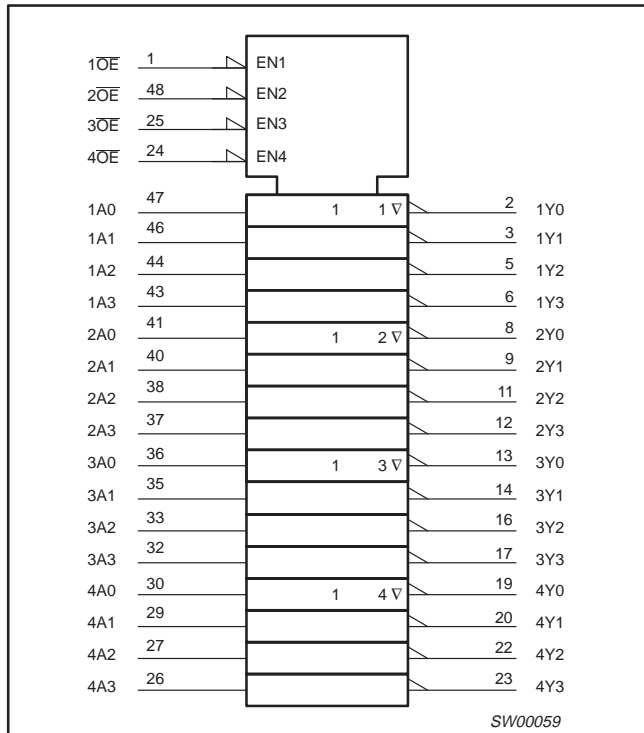 1O̅E̅ 1 EN1
2O̅E̅ 48 EN2
3O̅E̅ 25 EN3
4O̅E̅ 24 EN4
1A0 47 1 1 ∇ 2 1Y0
1A1 46 3 1Y1
1A2 44 5 1Y2
1A3 43 6 1Y3
2A0 41 1 2 ∇ 8 2Y0
2A1 40 9 2Y1
2A2 38 11 2Y2
2A3 37 12 2Y3
3A0 36 1 3 ∇ 13 3Y0
3A1 35 14 3Y1
3A2 33 16 3Y2
3A3 32 17 3Y3
4A0 30 1 4 ∇ 19 4Y0
4A1 29 20 4Y1
4A2 27 22 4Y2
4A3 26 23 4Y3
SW00059